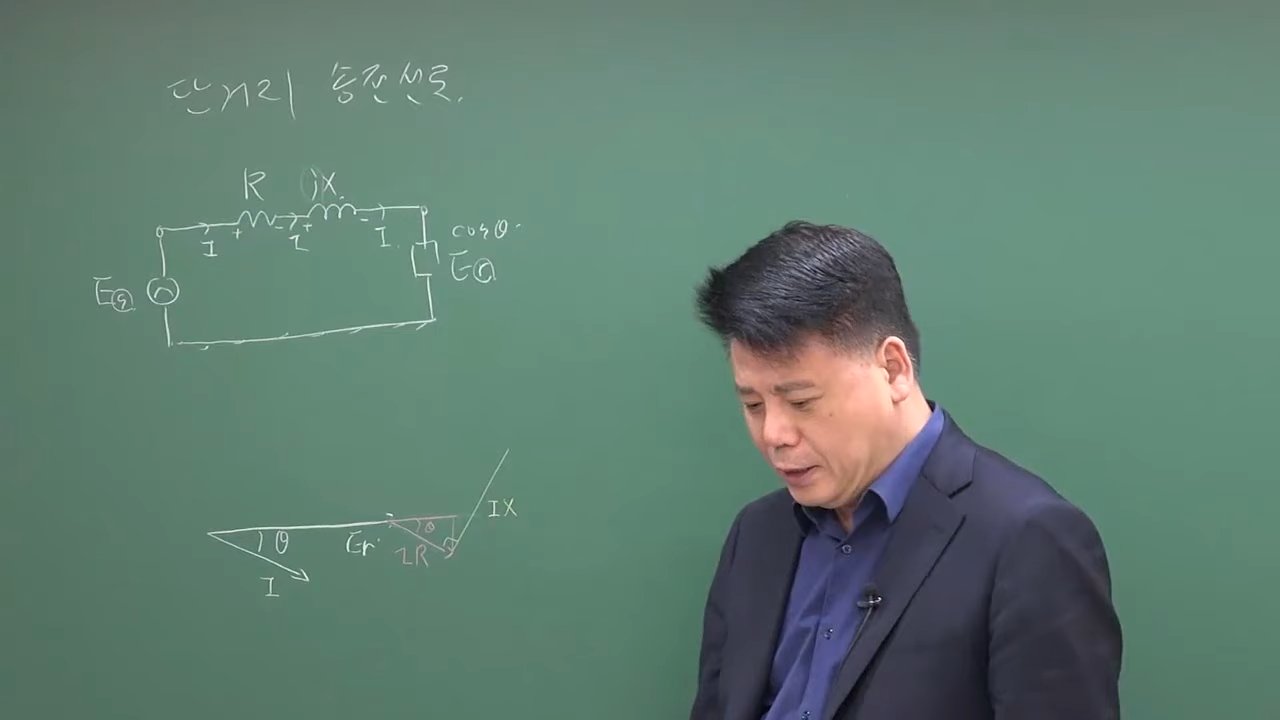 단거리 송전선로.
R jX.
I + - I + - I.
cosθ.
Es
Er
IX
θ Er. IR θ
I